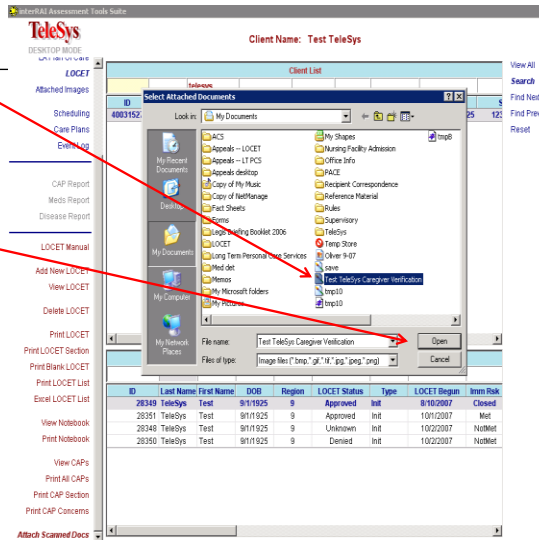 interRAI Assessment Tools Suite
TeleSys
DESKTOP MODE
Client Name: Test TeleSys
LOCET
Attached Images
Scheduling
Care Plans
Event Log
CAP Report
Meds Report
Disease Report
LOCET Manual
Add New LOCET
View LOCET
Delete LOCET
Print LOCET
Print LOCET Section
Print Blank LOCET
Print LOCET List
Excel LOCET List
View Notebook
Print Notebook
View CAPs
Print All CAPs
Print CAP Section
Print CAP Concerns
Attach Scanned Docs
Client List
telesys
ID
View All
Search
Find Next
Find Prev
Reset
Select Attached Documents
Look in: My Documents
My Recent Documents
Desktop
My Documents
My Computer
My Network Places
ACS
Appeals -- LOCET
Appeals -- LT PCS
Appeals desktop
Copy of My Music
Copy of NetManage
Fact Sheets
Forms
Legis Briefing Booklet 2006
LOCET
Long Term Personal Care Services
Med det
Memos
My Microsoft folders
My Pictures
My Shapes
Nursing Facility Admission
Office Info
PACE
Recipient Correspondence
Reference Material
Rules
Supervisory
TeleSys
Temp Store
Oliver 9-07
save
Test TeleSys Caregiver Verification
tmp10
tmp10
tmp8
File name: Test TeleSys Caregiver Verification
Open
Files of type: Image files (*.bmp,*.gif,*.tif,*.jpg,*.jpeg,*.png)
Cancel
ID Last Name First Name DOB Region LOCET Status Type LOCET Begun Imm Rsk
28349 TeleSys Test 9/1/1925 9 Approved Init 8/10/2007 Closed
28351 TeleSys Test 9/1/1925 9 Approved Init 10/1/2007 Met
28348 TeleSys Test 9/1/1925 9 Unknown Init 10/2/2007 NotMet
28350 TeleSys Test 9/1/1925 9 Denied Init 10/2/2007 NotMet